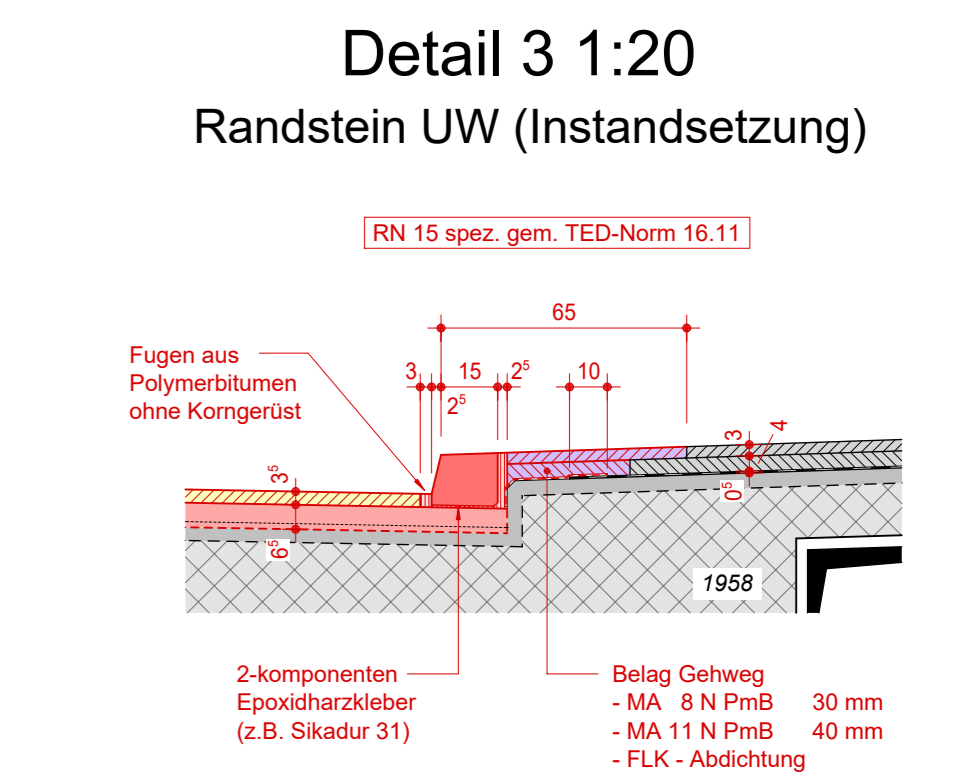 Detail 3 1:20
Randstein UW (Instandsetzung)
RN 15 spez. gem. TED-Norm 16.11
65
Fugen aus
Polymerbitumen
ohne Korngerüst
3 15 2⁵ 10
2⁵
3 4
0⁵
3⁵
6⁵
1958
2-komponenten
Epoxidharzkleber
(z.B. Sikadur 31)
Belag Gehweg
- MA 8 N PmB 30 mm
- MA 11 N PmB 40 mm
- FLK - Abdichtung